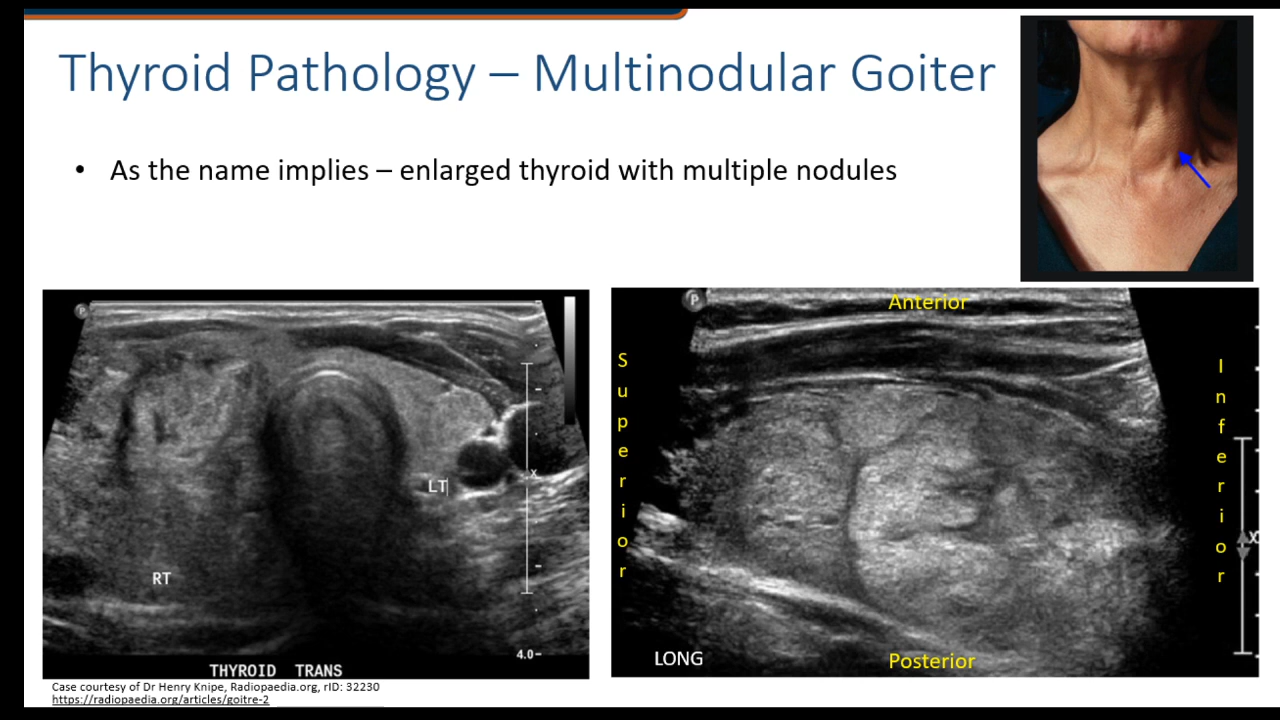 Thyroid Pathology – Multinodular Goiter
• As the name implies – enlarged thyroid with multiple nodules
P
LT
RT
x
4.0
THYROID TRANS
P
Anterior
Superior
Inferior
X
LONG
Posterior
Case courtesy of Dr Henry Knipe, Radiopaedia.org, rID: 32230
https://radiopaedia.org/articles/goitre-2